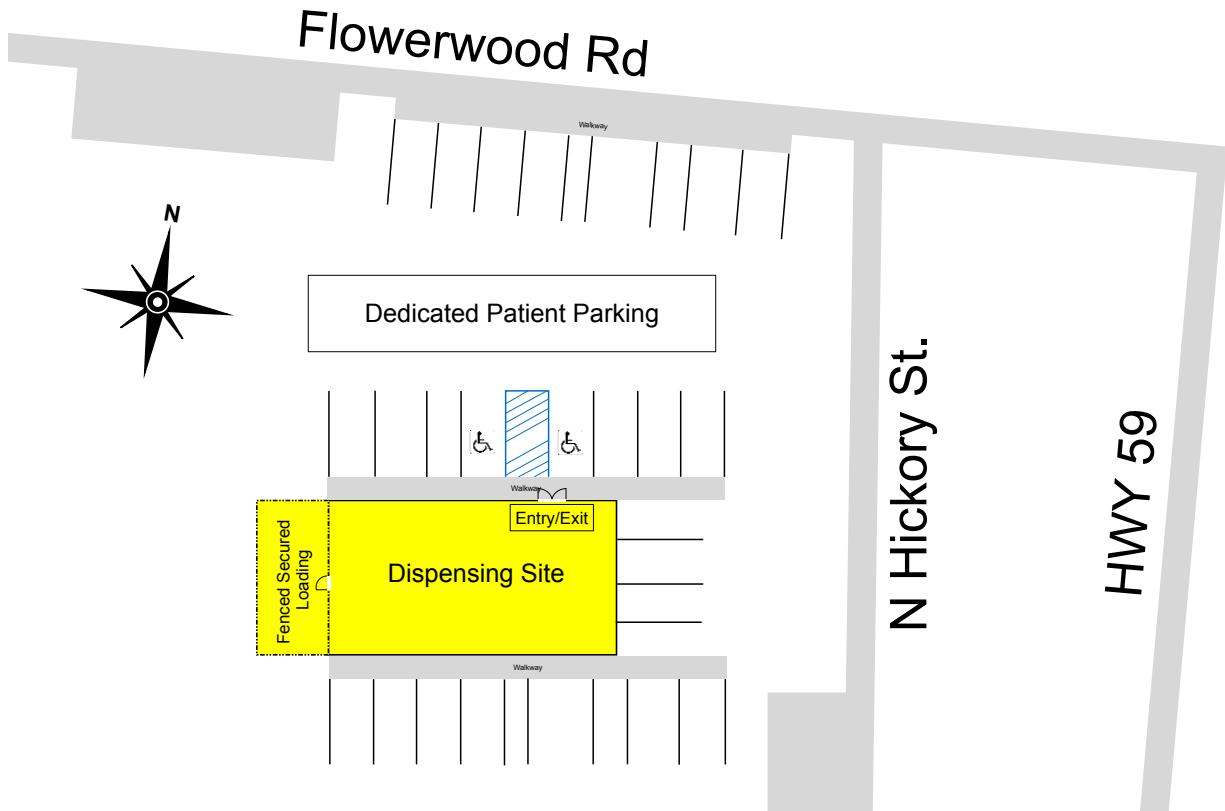 Flowerwood Rd
Walkway
N
Dedicated Patient Parking
N Hickory St.
HWY 59
Walkway
Entry/Exit
Fenced Secured
Loading
Dispensing Site
Walkway